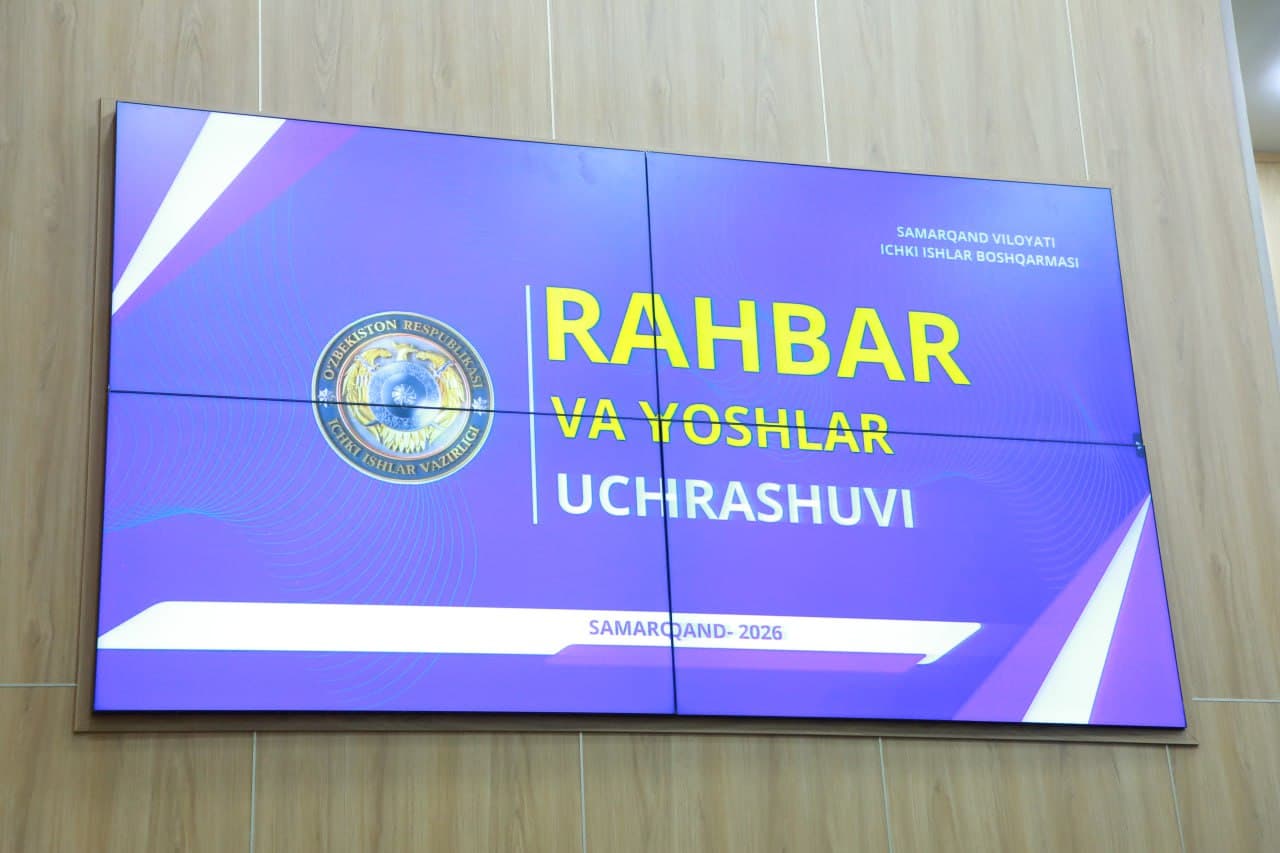 SAMARQAND VILOYATI
ICHKI ISHLAR BOSHQARMASI
O‘ZBEKISTON RESPUBLIKASI
ICHKI ISHLAR VAZIRLIGI
RAHBAR
VA YOSHLAR
UCHRASHUVI
SAMARQAND- 2026